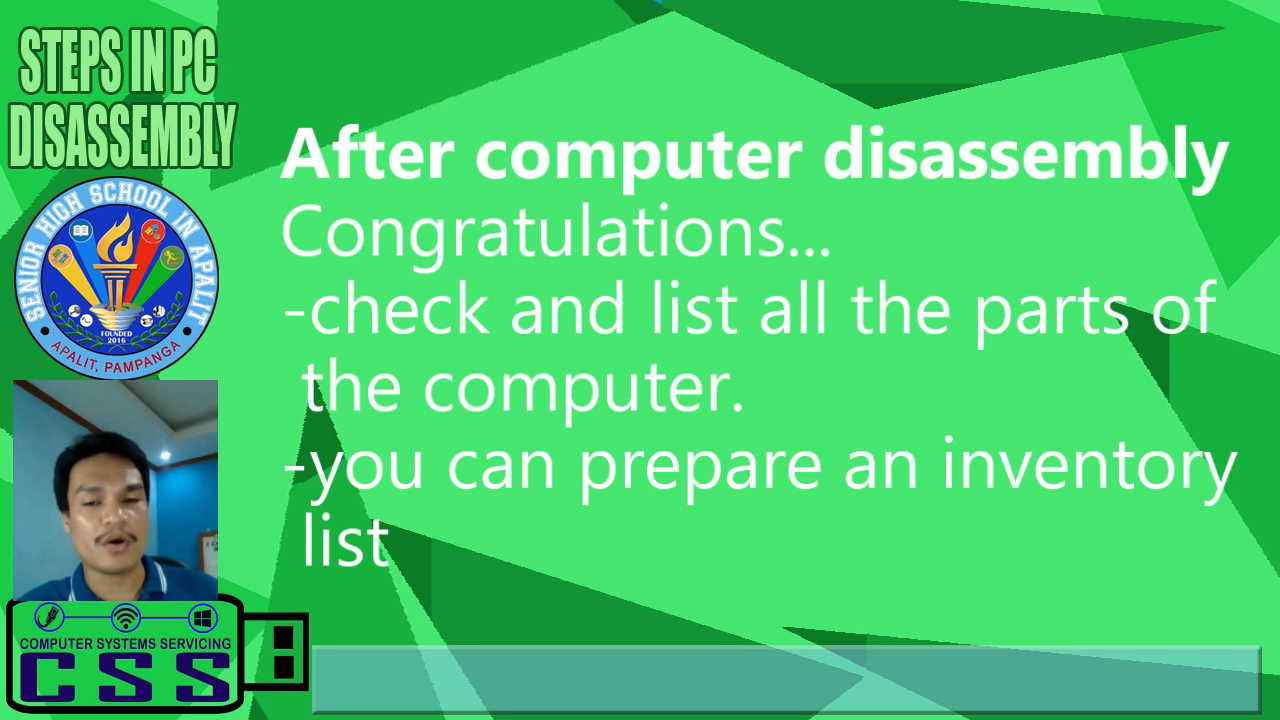 STEPS IN PC
DISASSEMBLY
SENIOR HIGH SCHOOL IN APALIT
FOUNDED
2016
APALIT, PAMPANGA
After computer disassembly
Congratulations...
-check and list all the parts of
the computer.
-you can prepare an inventory
list
COMPUTER SYSTEMS SERVICING
CSS